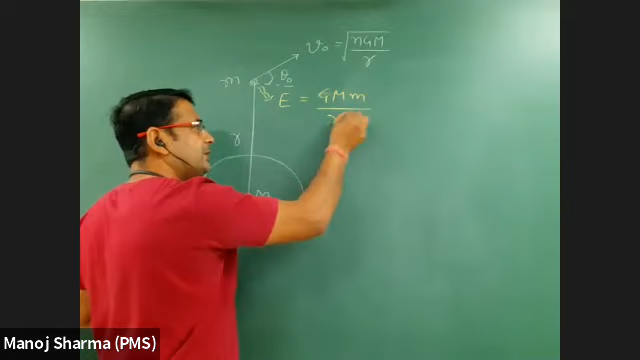 v₀ = √(nGM/r)
m
θ₀
E = GMm/r
r
M
Manoj Sharma (PMS)